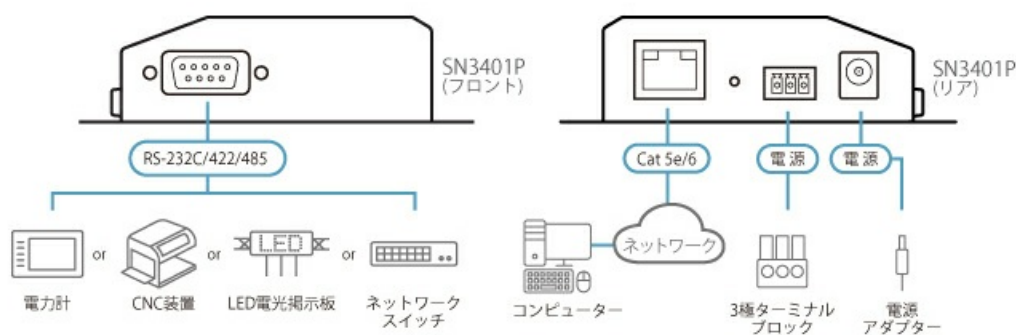 SN3401P
(フロント)
RS-232C/422/485
電力計
or
CNC装置
or
LED
LED電光掲示板
or
ネットワーク
スイッチ
SN3401P
(リア)
Cat 5e/6
電源
電源
コンピューター
ネットワーク
3極ターミナル
ブロック
電源
アダプター